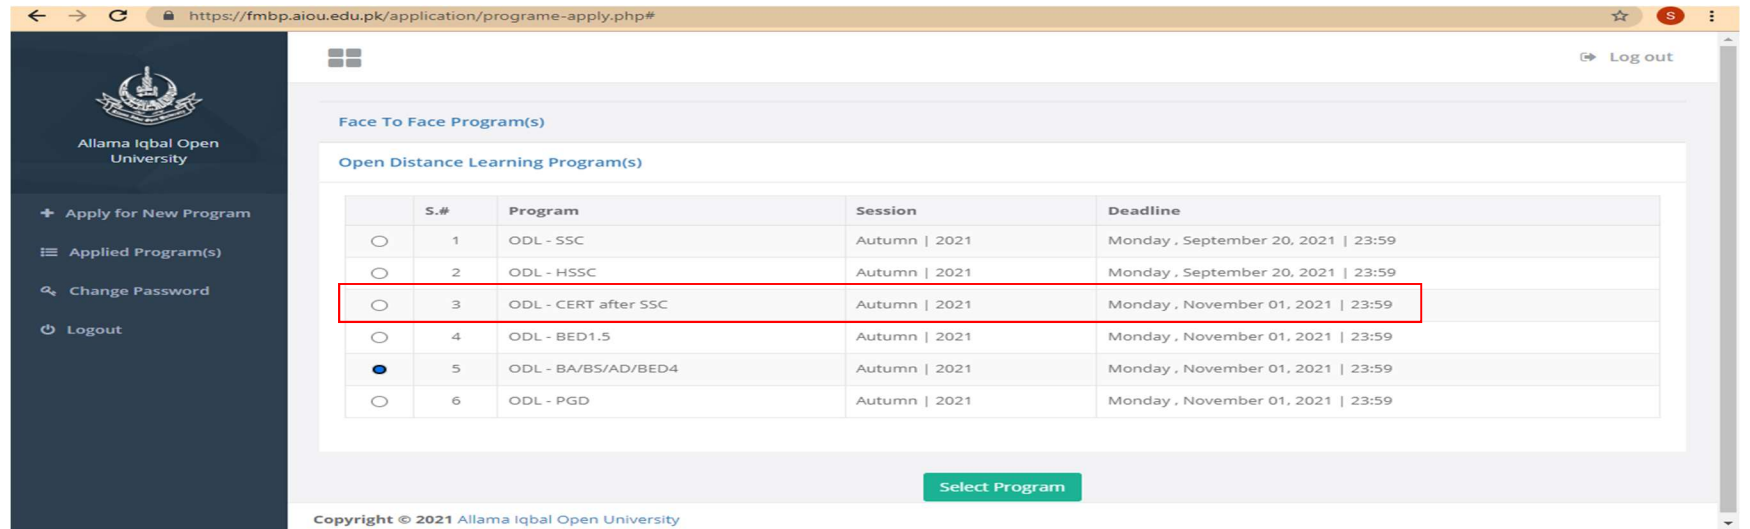 https://fmbp.aiou.edu.pk/application/programe-apply.php#
S
Log out
Allama Iqbal Open
University
Apply for New Program
Applied Program(s)
Change Password
Logout
Face To Face Program(s)
Open Distance Learning Program(s)
S.# Program Session Deadline
1 ODL - SSC Autumn | 2021 Monday , September 20, 2021 | 23:59
2 ODL - HSSC Autumn | 2021 Monday , September 20, 2021 | 23:59
3 ODL - CERT after SSC Autumn | 2021 Monday , November 01, 2021 | 23:59
4 ODL - BED1.5 Autumn | 2021 Monday , November 01, 2021 | 23:59
5 ODL - BA/BS/AD/BED4 Autumn | 2021 Monday , November 01, 2021 | 23:59
6 ODL - PGD Autumn | 2021 Monday , November 01, 2021 | 23:59
Select Program
Copyright © 2021 Allama Iqbal Open University